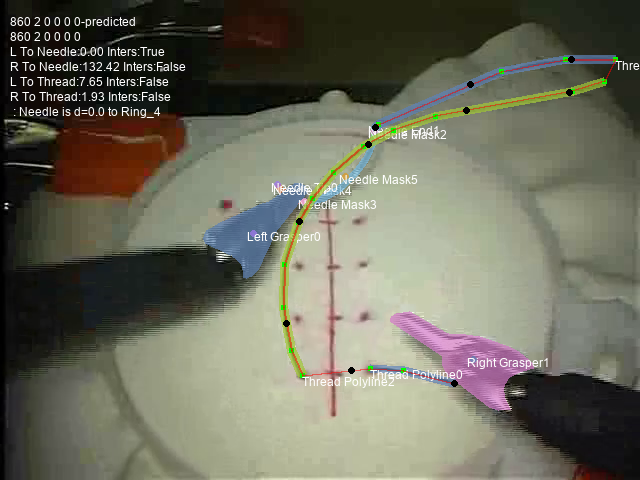 860 2 0 0 0 0-predicted
860 2 0 0 0 0
L To Needle:0.00 Inters:True
R To Needle:132.42 Inters:False
L To Thread:7.65 Inters:False
R To Thread:1.93 Inters:False
: Needle is d=0.0 to Ring_4
Thre
Needle End1
Needle Mask2
Needle Mask5
Needle Mask3
Left Grasper0
Right Grasper1
Thread Polyline0
Thread Polyline2